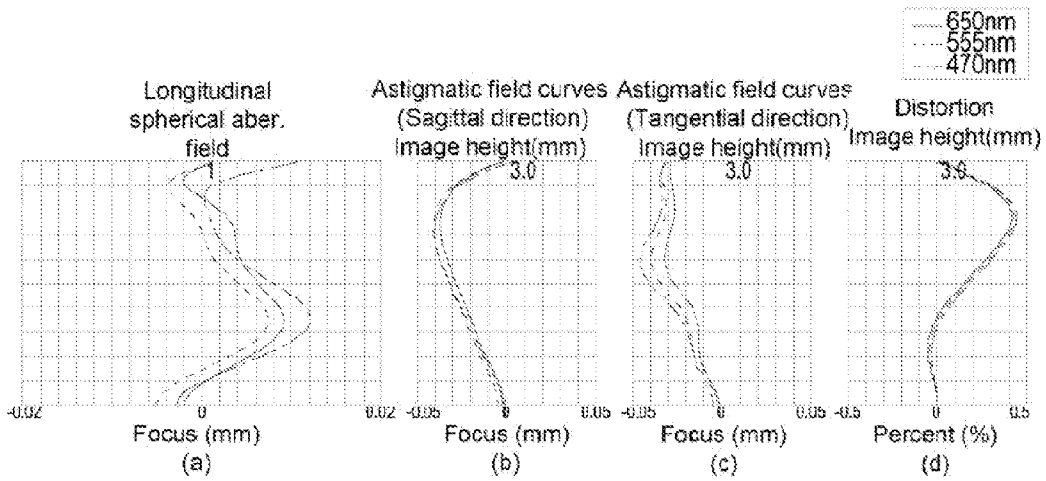 650nm
555nm
470nm
Longitudinal
spherical aber.
field
1
-0.02
0
0.02
Focus (mm)
(a)
Astigmatic field curves
(Sagittal direction)
Image height(mm)
3.0
-0.05
0
0.05
Focus (mm)
(b)
Astigmatic field curves
(Tangential direction)
Image height(mm)
3.0
-0.05
0
0.05
Focus (mm)
(c)
Distortion
Image height(mm)
3.0
-0.5
0
0.5
Percent (%)
(d)